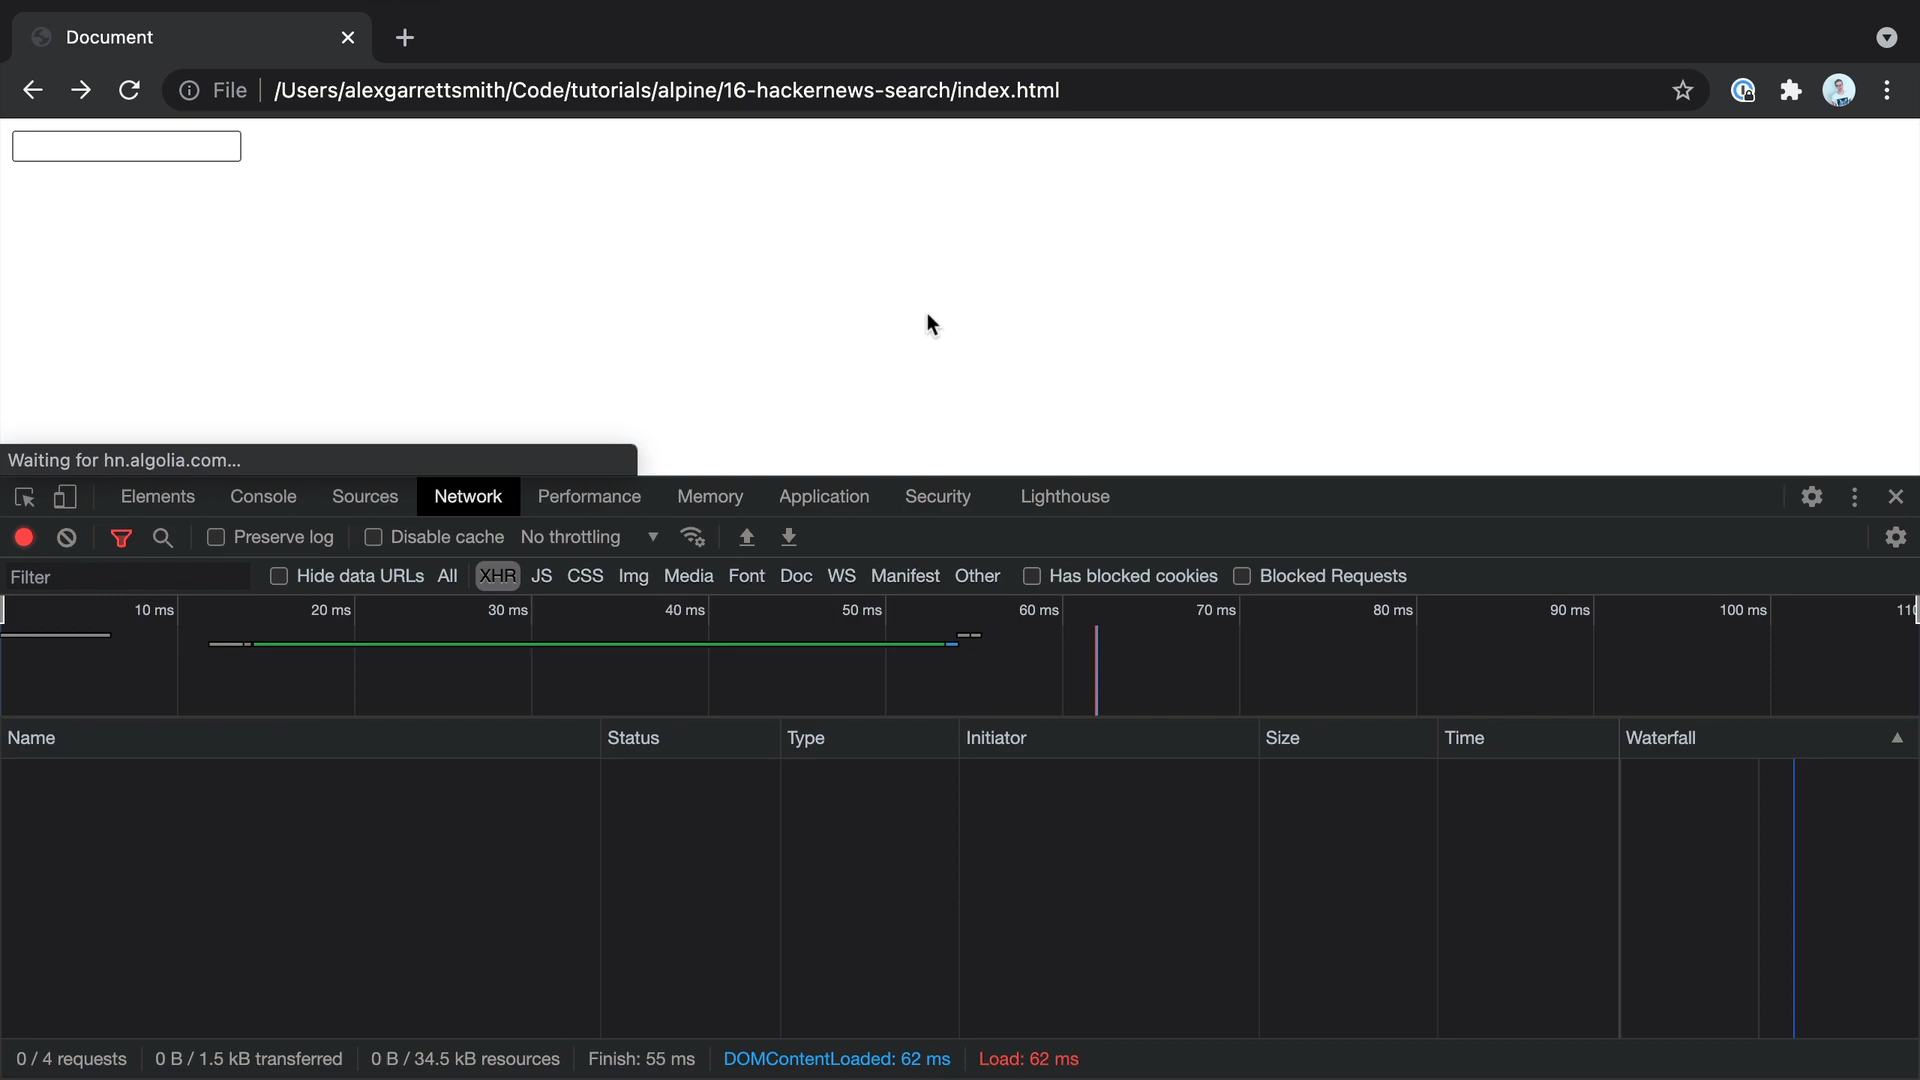 Document
File /Users/alexgarrettsmith/Code/tutorials/alpine/16-hackernews-search/index.html
Waiting for hn.algolia.com...
Elements Console Sources Network Performance Memory Application Security Lighthouse
Preserve log Disable cache No throttling
Filter Hide data URLs All XHR JS CSS Img Media Font Doc WS Manifest Other Has blocked cookies Blocked Requests
10 ms 20 ms 30 ms 40 ms 50 ms 60 ms 70 ms 80 ms 90 ms 100 ms 110
Name Status Type Initiator Size Time Waterfall
0 / 4 requests 0 B / 1.5 kB transferred 0 B / 34.5 kB resources Finish: 55 ms DOMContentLoaded: 62 ms Load: 62 ms